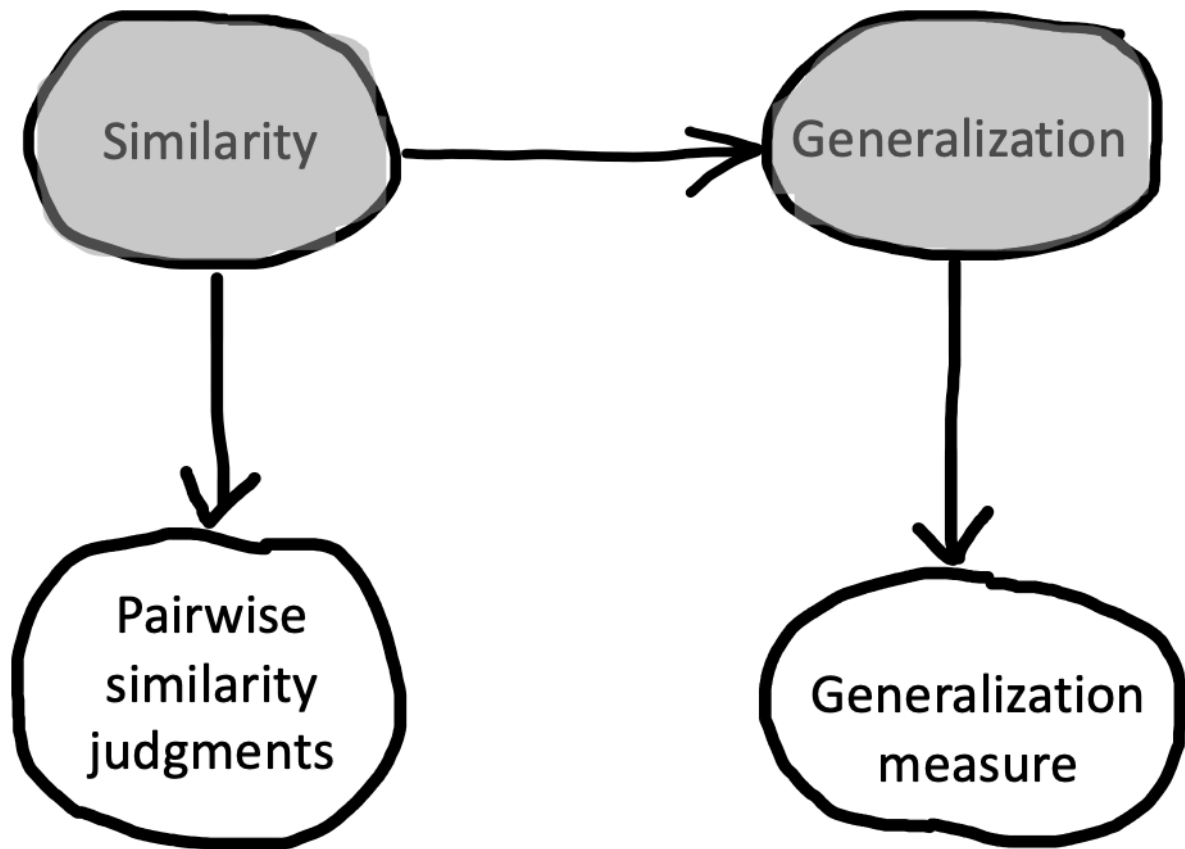 Similarity
Generalization
Pairwise
similarity
judgments
Generalization
measure